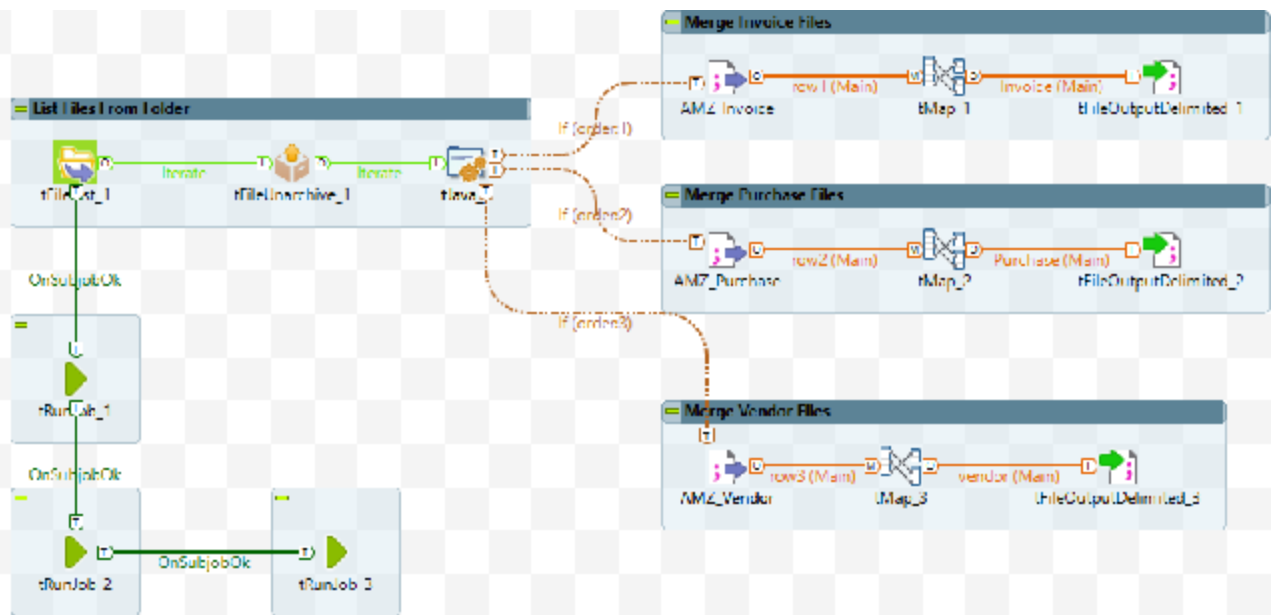 Merge Invoice Files
row1 (Main)
Invoice (Main)
AMZ_Invoice
tMap_1
tFileOutputDelimited_1
List Files From Folder
If (order1)
Iterate
Iterate
tFileList_1
tFileUnarchive_1
Merge Purchase Files
If (order2)
row2 (Main)
Purchase (Main)
AMZ_Purchase
tMap_2
tFileOutputDelimited_2
OnSubjobOk
If (order3)
tRunJob_1
Merge Vendor Files
OnSubjobOk
row3 (Main)
vendor (Main)
AMZ_Vendor
tMap_3
tFileOutputDelimited_3
OnSubjobOk
tRunJob_2
tRunJob_3